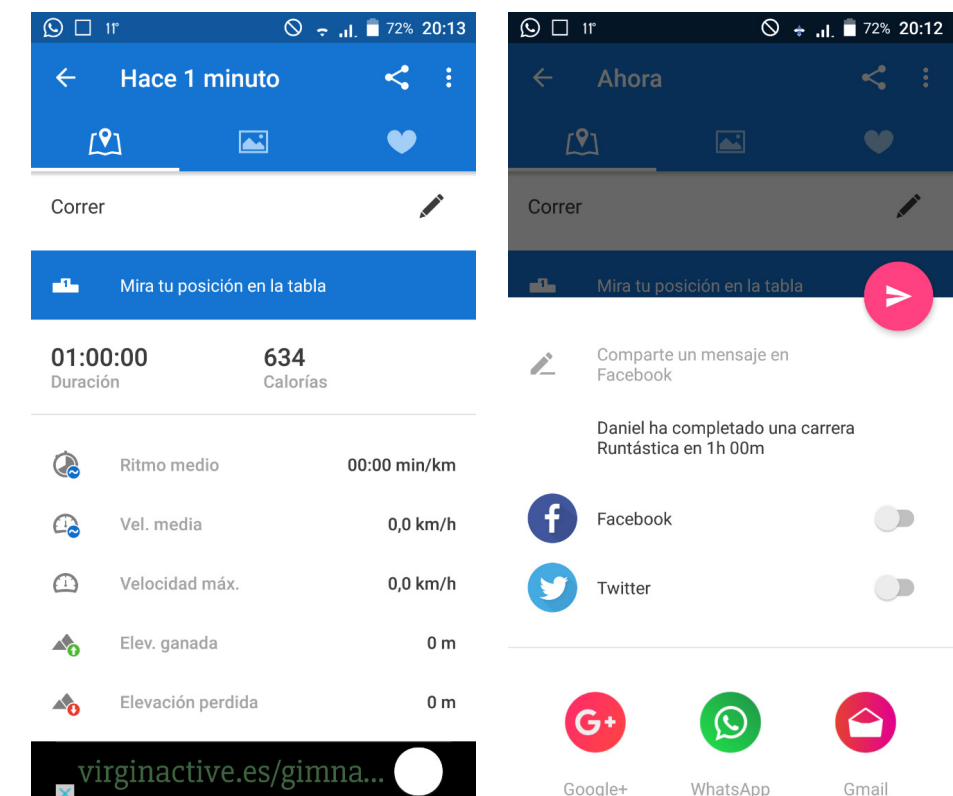 11° 72% 20:13
Hace 1 minuto
Correr
Mira tu posición en la tabla
01:00:00 634
Duración Calorías
Ritmo medio 00:00 min/km
Vel. media 0,0 km/h
Velocidad máx. 0,0 km/h
Elev. ganada 0 m
Elevación perdida 0 m
virginactive.es/gimna...
11° 72% 20:12
Ahora
Correr
Mira tu posición en la tabla
Comparte un mensaje en
Facebook
Daniel ha completado una carrera
Runtástica en 1h 00m
Facebook
Twitter
G+
Google+ WhatsApp Gmail